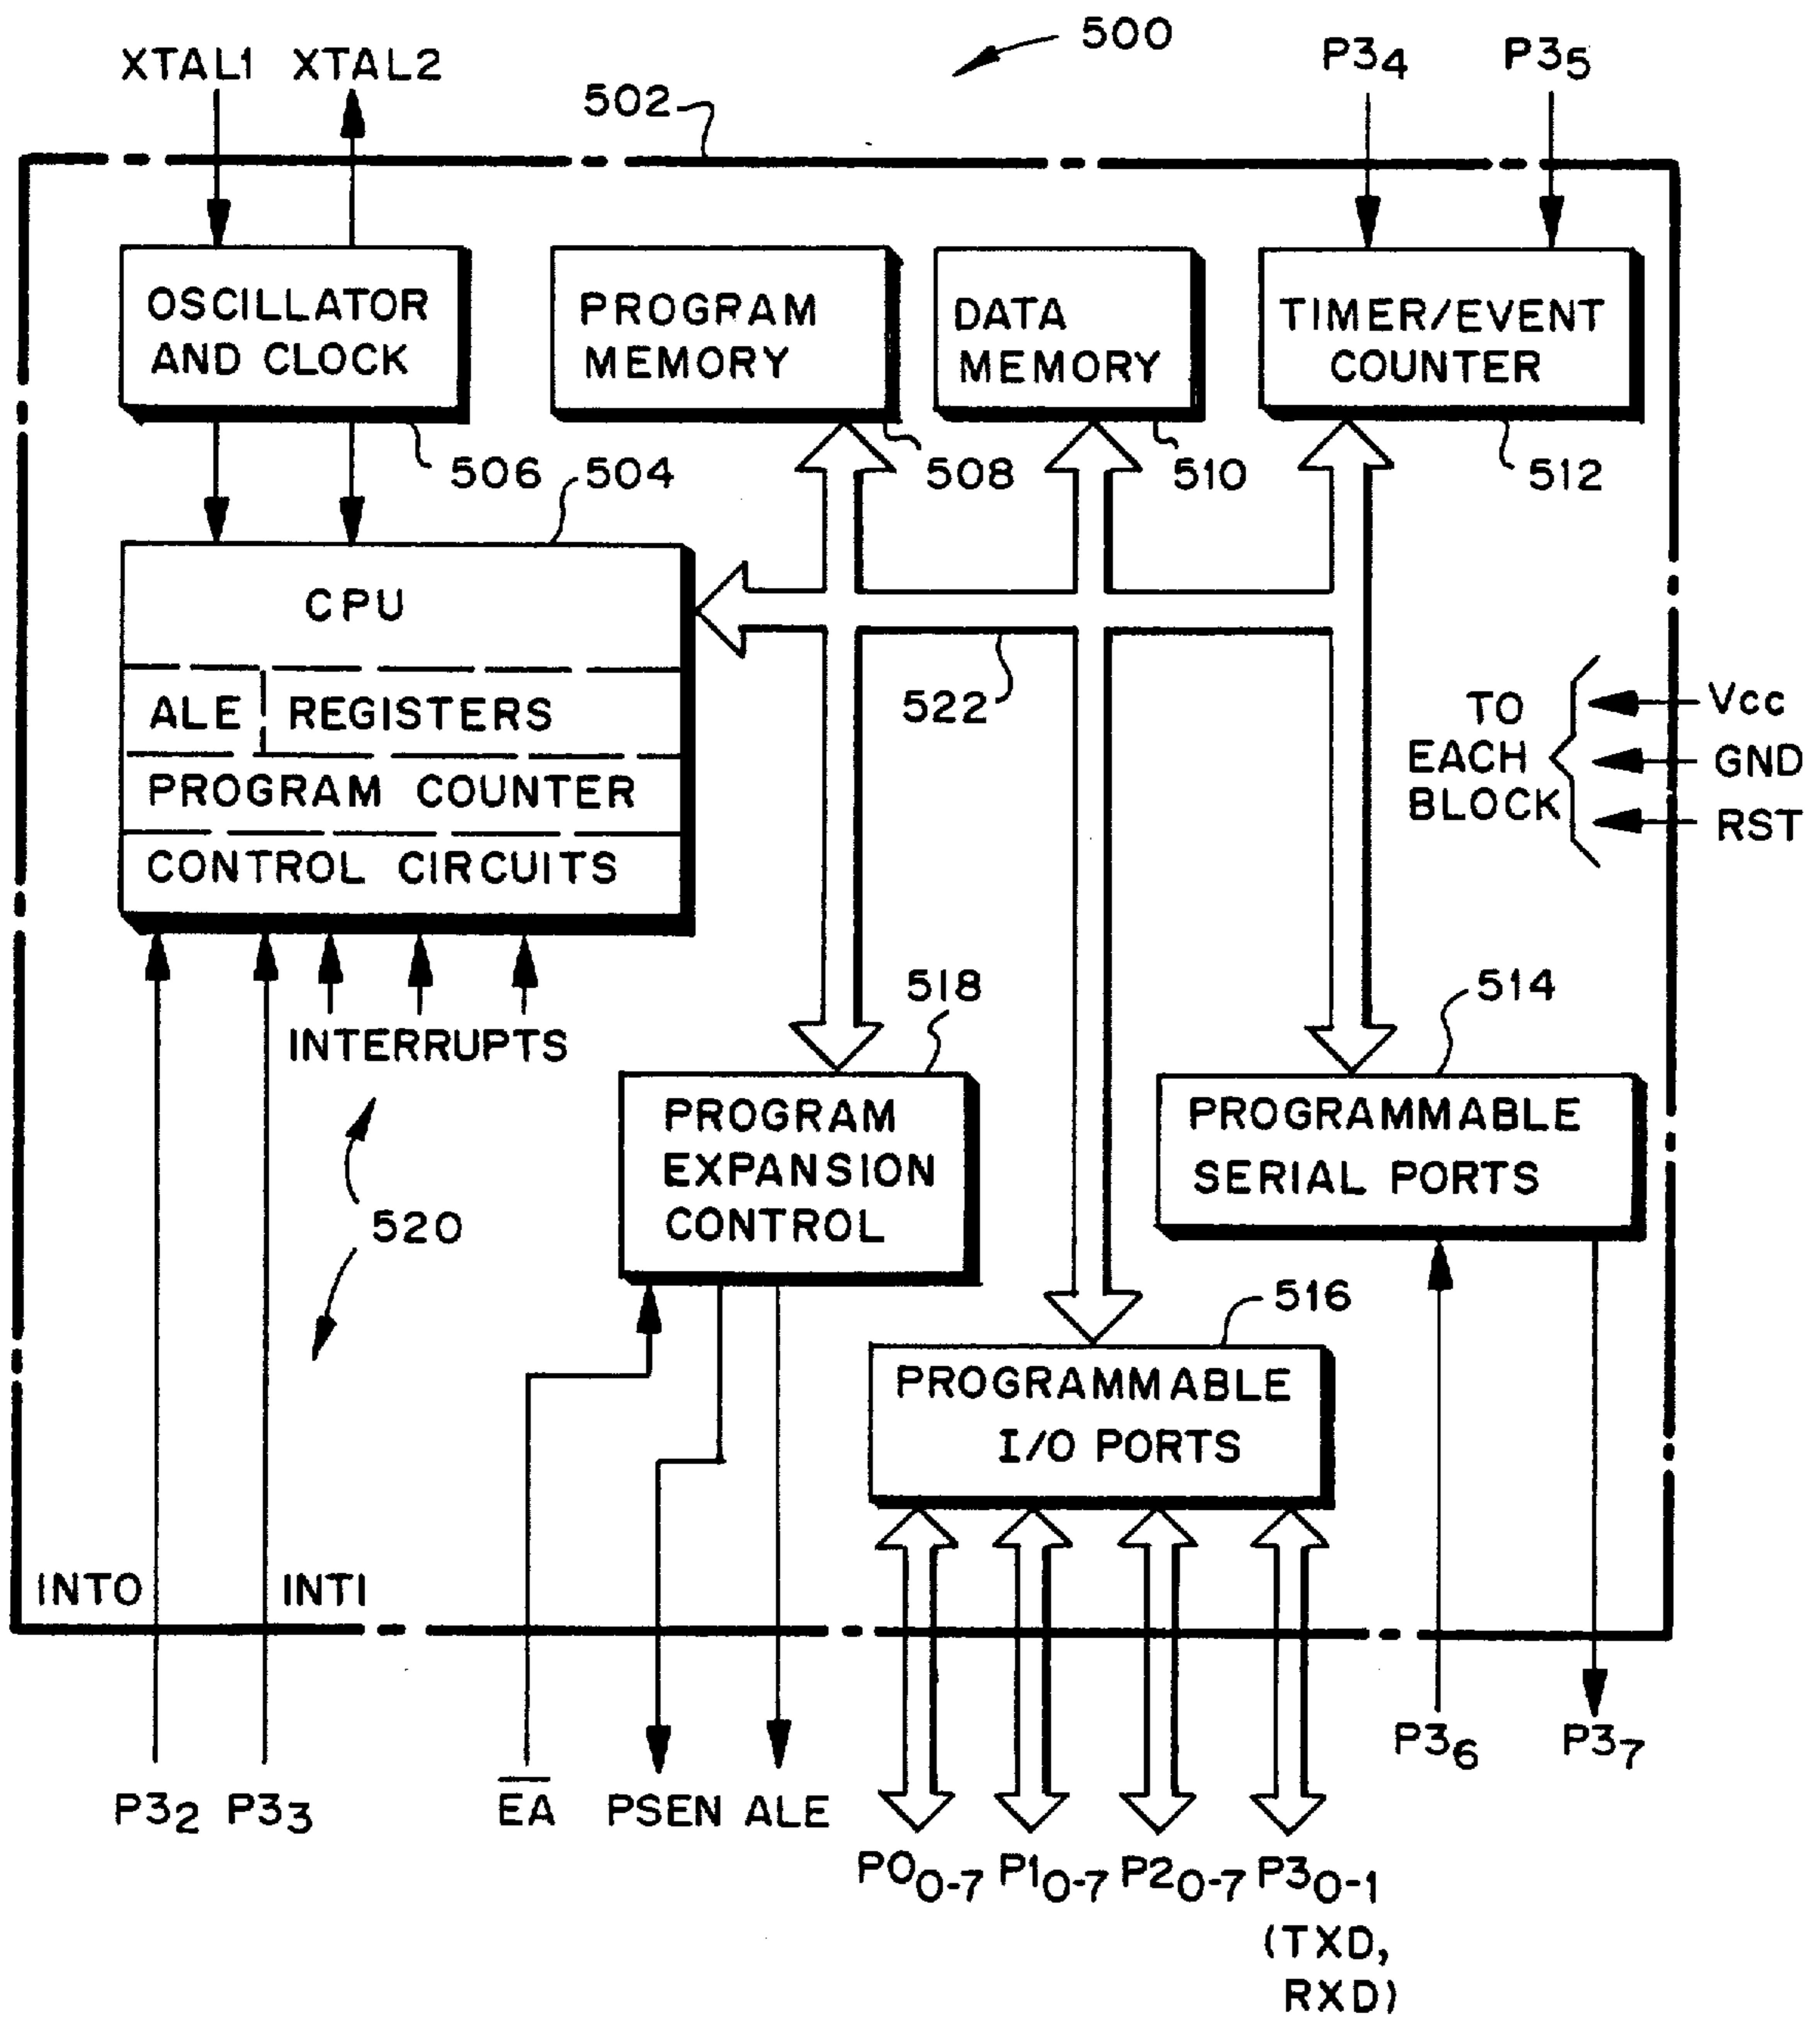 500
XTAL1 XTAL2
P3₄ P3₅
502
OSCILLATOR
AND CLOCK
PROGRAM
MEMORY
DATA
MEMORY
TIMER/EVENT
COUNTER
506
504
508
510
512
CPU
ALE
REGISTERS
PROGRAM COUNTER
CONTROL CIRCUITS
522
TO
EACH
BLOCK
Vcc
GND
RST
INTERRUPTS
518
514
PROGRAM
EXPANSION
CONTROL
PROGRAMMABLE
SERIAL PORTS
520
516
PROGRAMMABLE
I/O PORTS
INTO
INTI
P3₂ P3₃
E̅A̅
PSEN ALE
P3₆
P3₇
P0₀₋₇ P1₀₋₇ P2₀₋₇ P3₀₋₁
(TXD,
RXD)